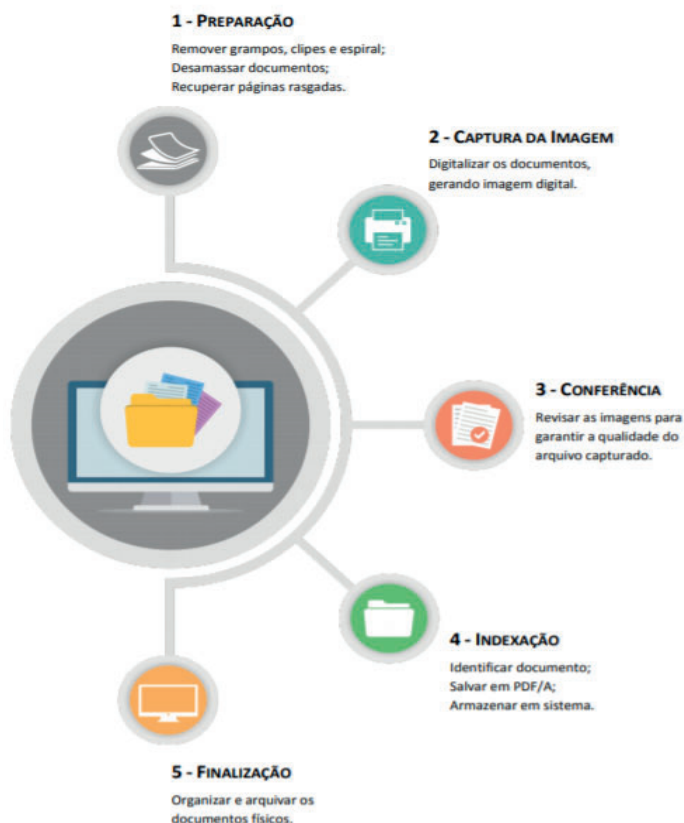 1 - PREPARAÇÃO
Remover grampos, clipes e espiral;
Desamassar documentos;
Recuperar páginas rasgadas.
2 - CAPTURA DA IMAGEM
Digitalizar os documentos,
gerando imagem digital.
3 - CONFERÊNCIA
Revisar as imagens para
garantir a qualidade do
arquivo capturado.
4 - INDEXAÇÃO
Identificar documento;
Salvar em PDF/A;
Armazenar em sistema.
5 - FINALIZAÇÃO
Organizar e arquivar os
documentos físicos.